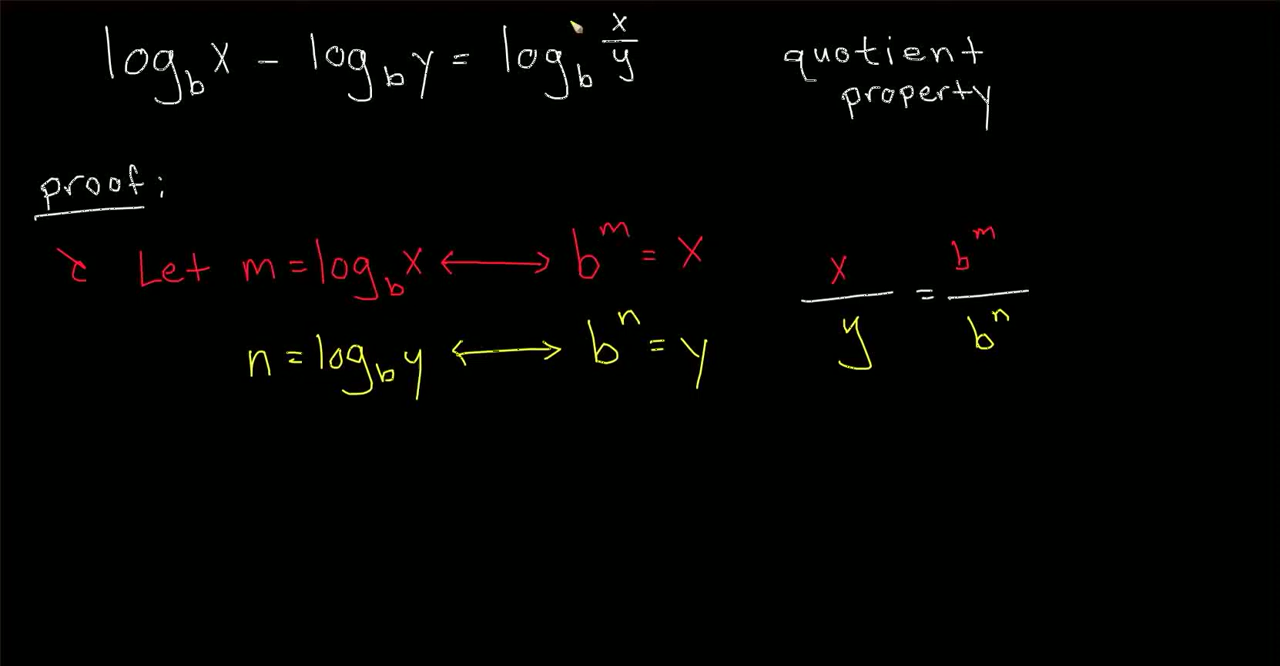 log_b x - log_b y = log_b x/y
quotient
property
proof:
Let m = log_b x ⟷ b^m = x
n = log_b y ⟷ b^n = y
x/y = b^m/b^n